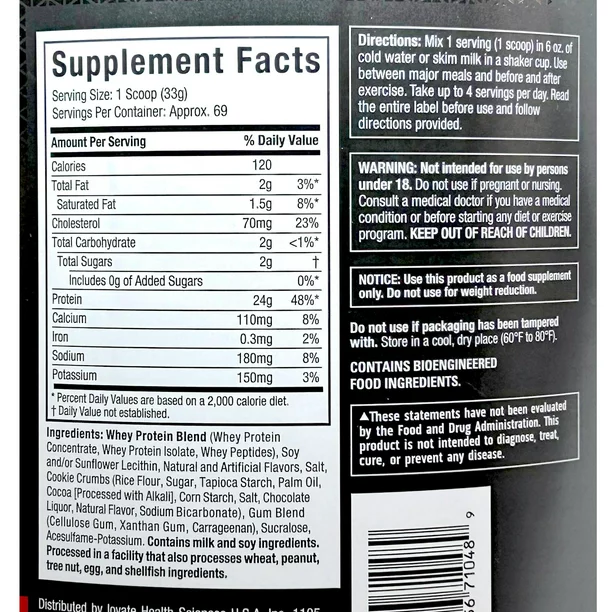 Supplement Facts
Serving Size: 1 Scoop (33g)
Servings Per Container: Approx. 69
Amount Per Serving % Daily Value
Calories 120
Total Fat 2g 3%*
Saturated Fat 1.5g 8%*
Cholesterol 70mg 23%
Total Carbohydrate 2g <1%*
Total Sugars 2g †
Includes 0g of Added Sugars 0%*
Protein 24g 48%*
Calcium 110mg 8%
Iron 0.3mg 2%
Sodium 180mg 8%
Potassium 150mg 3%
* Percent Daily Values are based on a 2,000 calorie diet.
† Daily Value not established.
Ingredients: Whey Protein Blend (Whey Protein
Concentrate, Whey Protein Isolate, Whey Peptides), Soy
and/or Sunflower Lecithin, Natural and Artificial Flavors, Salt,
Cookie Crumbs (Rice Flour, Sugar, Tapioca Starch, Palm Oil,
Cocoa [Processed with Alkali], Corn Starch, Salt, Chocolate
Liquor, Natural Flavor, Sodium Bicarbonate), Gum Blend
(Cellulose Gum, Xanthan Gum, Carrageenan), Sucralose,
Acesulfame-Potassium. Contains milk and soy ingredients.
Processed in a facility that also processes wheat, peanut,
tree nut, egg, and shellfish ingredients.
Distributed by Iovate Health Sciences U.S.A. Inc. 1105
Directions: Mix 1 serving (1 scoop) in 6 oz. of
cold water or skim milk in a shaker cup. Use
between major meals and before and after
exercise. Take up to 4 servings per day. Read
the entire label before use and follow
directions provided.
WARNING: Not intended for use by persons
under 18. Do not use if pregnant or nursing.
Consult a medical doctor if you have a medical
condition or before starting any diet or exercise
program. KEEP OUT OF REACH OF CHILDREN.
NOTICE: Use this product as a food supplement
only. Do not use for weight reduction.
Do not use if packaging has been tampered
with. Store in a cool, dry place (60°F to 80°F).
CONTAINS BIOENGINEERED
FOOD INGREDIENTS.
▲These statements have not been evaluated
by the Food and Drug Administration. This
product is not intended to diagnose, treat,
cure, or prevent any disease.
66 71048 9